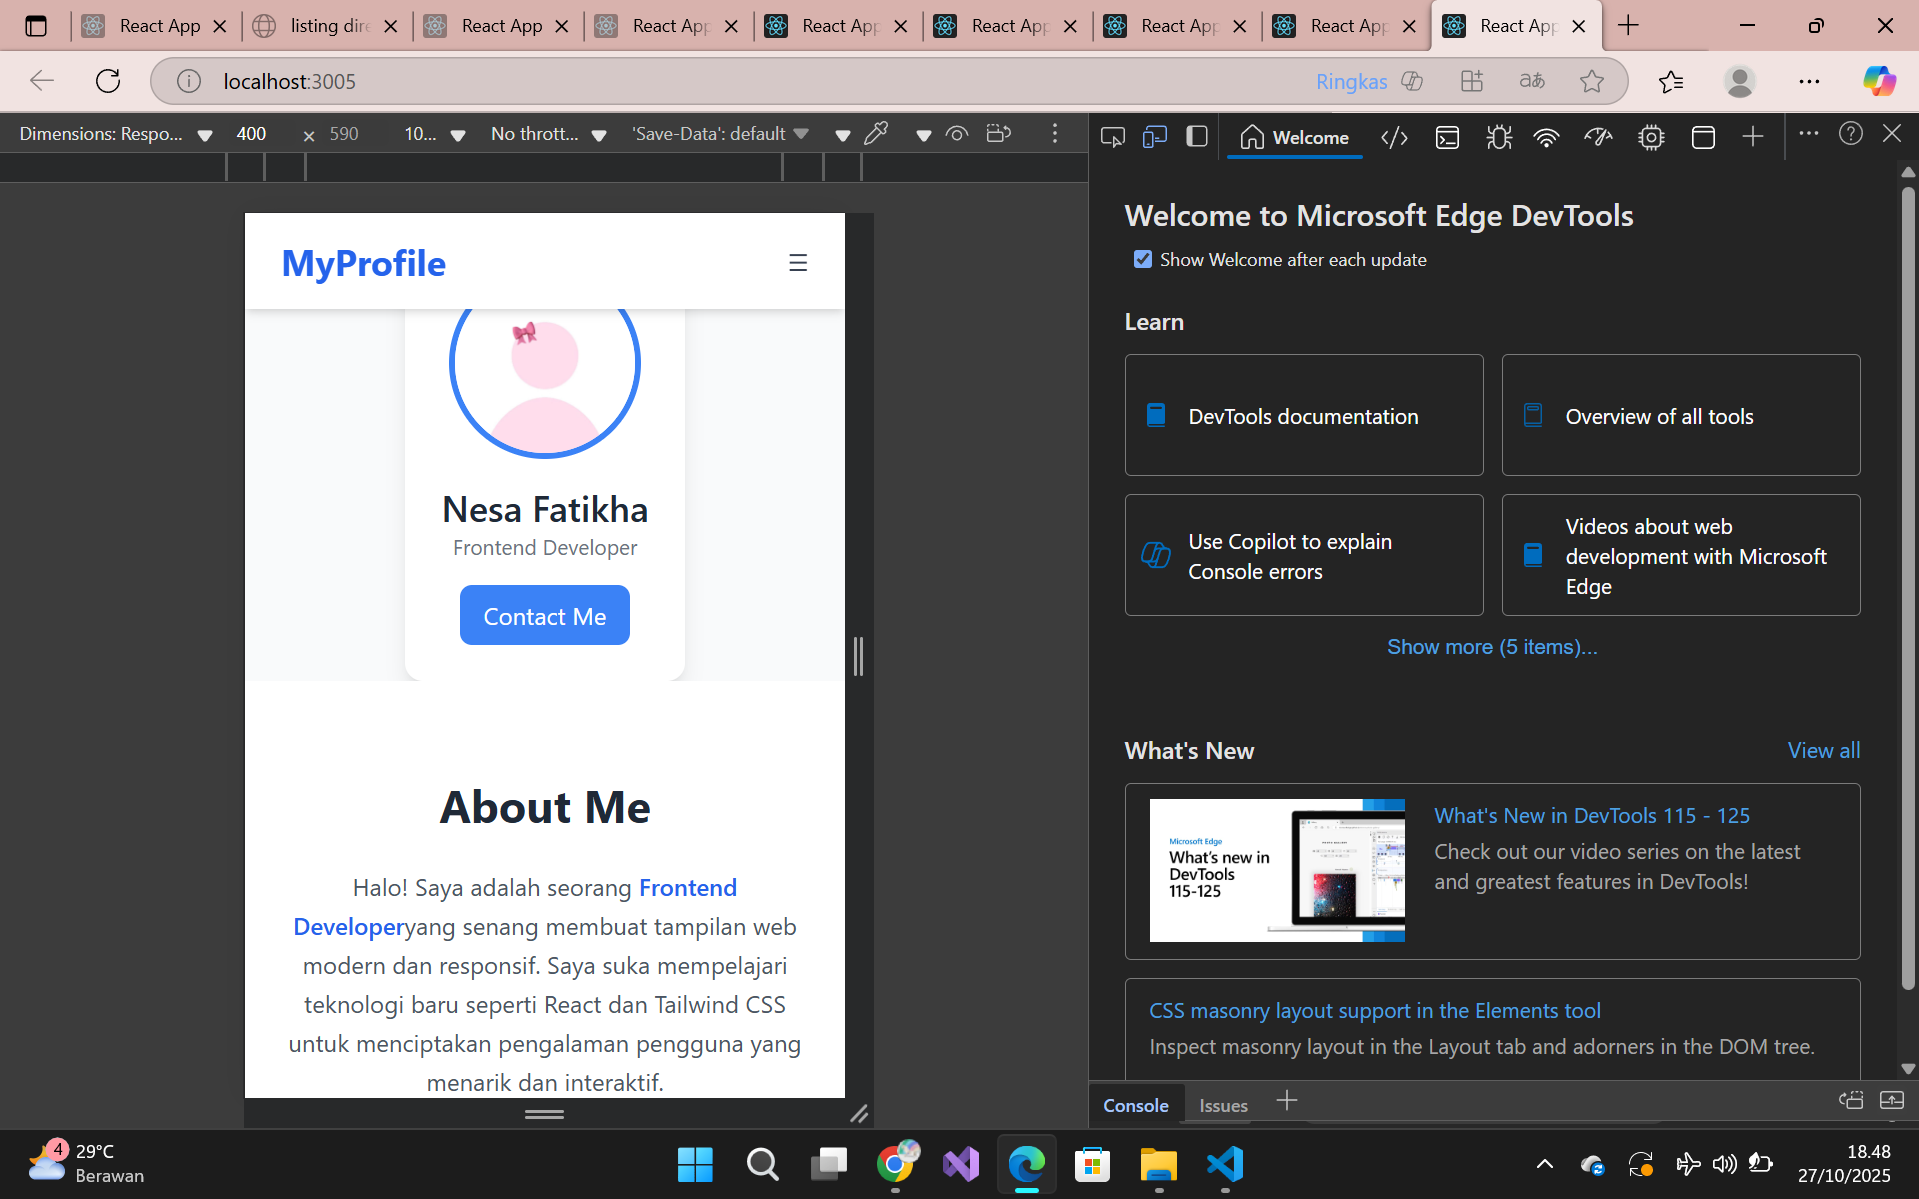 React App
listing dire
React App
React App
React App
React App
React App
React App
React App
localhost:3005
Ringkas
Dimensions: Respo...
400
×
590
10...
No thrott...
'Save-Data': default
Welcome
MyProfile
Nesa Fatikha
Frontend Developer
Contact Me
About Me
Halo! Saya adalah seorang Frontend
Developeryang senang membuat tampilan web
modern dan responsif. Saya suka mempelajari
teknologi baru seperti React dan Tailwind CSS
untuk menciptakan pengalaman pengguna yang
menarik dan interaktif.
Welcome to Microsoft Edge DevTools
Show Welcome after each update
Learn
DevTools documentation
Overview of all tools
Use Copilot to explain
Console errors
Videos about web
development with Microsoft
Edge
Show more (5 items)...
What's New
View all
Microsoft Edge
What's new in
DevTools
115-125
What's New in DevTools 115 - 125
Check out our video series on the latest
and greatest features in DevTools!
CSS masonry layout support in the Elements tool
Inspect masonry layout in the Layout tab and adorners in the DOM tree.
Console
Issues
4
29°C
Berawan
18.48
27/10/2025